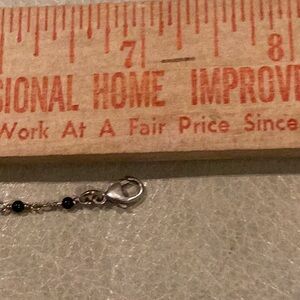 7 8
SIONAL HOME IMPROV
Work At A Fair Price Since